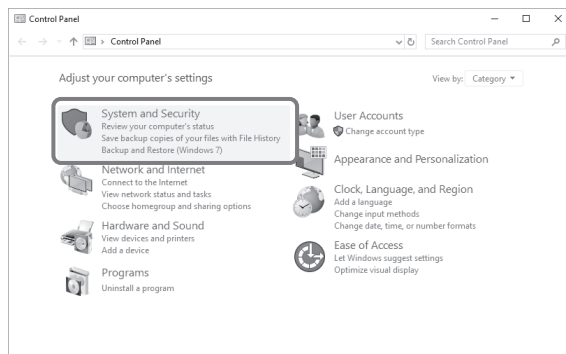 Control Panel
Control Panel
Search Control Panel
Adjust your computer's settings
View by: Category
System and Security
Review your computer's status
Save backup copies of your files with File History
Backup and Restore (Windows 7)
Network and Internet
Connect to the Internet
View network status and tasks
Choose homegroup and sharing options
Hardware and Sound
View devices and printers
Add a device
Programs
Uninstall a program
User Accounts
Change account type
Appearance and Personalization
Clock, Language, and Region
Add a language
Change input methods
Change date, time, or number formats
Ease of Access
Let Windows suggest settings
Optimize visual display